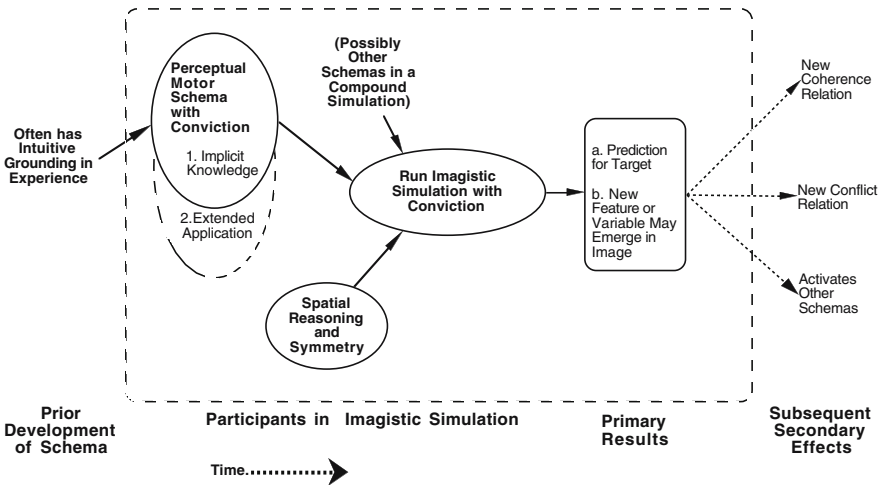 Often has
Intuitive
Grounding in
Experience
Perceptual
Motor
Schema
with
Conviction
1. Implicit
Knowledge
2.Extended
Application
(Possibly
Other
Schemas in a
Compound
Simulation)
Run Imagistic
Simulation with
Conviction
Spatial
Reasoning
and
Symmetry
a. Prediction
for Target
b. New
Feature or
Variable May
Emerge in
Image
New
Coherence
Relation
New Conflict
Relation
Activates
Other
Schemas
Prior
Development
of Schema
Participants in Imagistic Simulation
Primary
Results
Subsequent
Secondary
Effects
Time